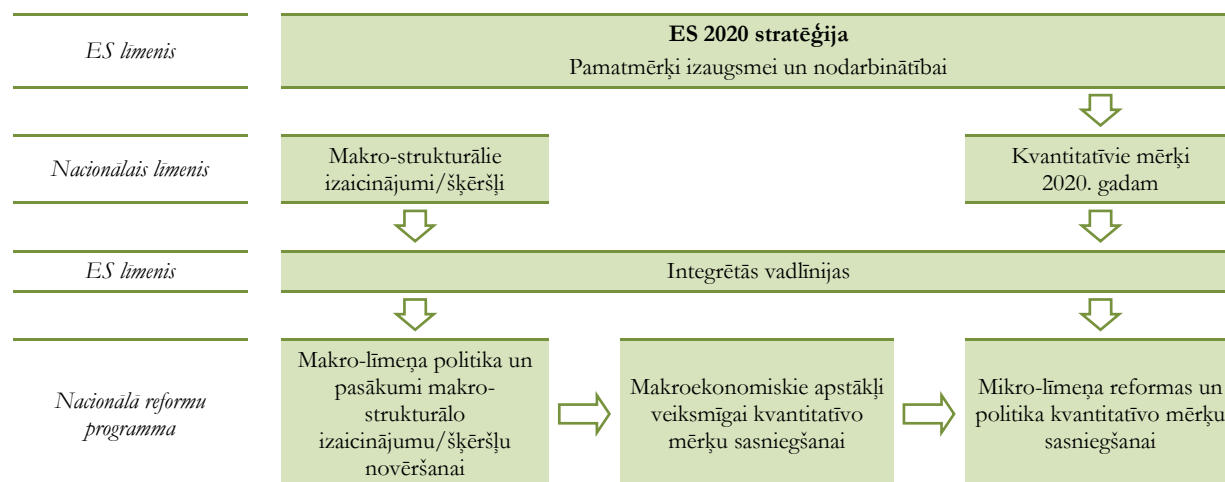 ES līmenis
ES 2020 stratēģija
Pamatmērķi izaugsmei un nodarbinātībai
Nacionālais līmenis
Makro-strukturālie
izaicinājumi/šķēršļi
Kvantitatīvie mērķi
2020. gadam
ES līmenis
Integrētās vadlīnijas
Nacionālā reformu
programma
Makro-līmeņa politika un
pasākumi makro-
strukturālo
izaicinājumu/šķēršļu
novēršanai
Makroekonomiskie apstākļi
veiksmīgai kvantitatīvo
mērķu sasniegšanai
Mikro-līmeņa reformas un
politika kvantitatīvo mērķu
sasniegšanai